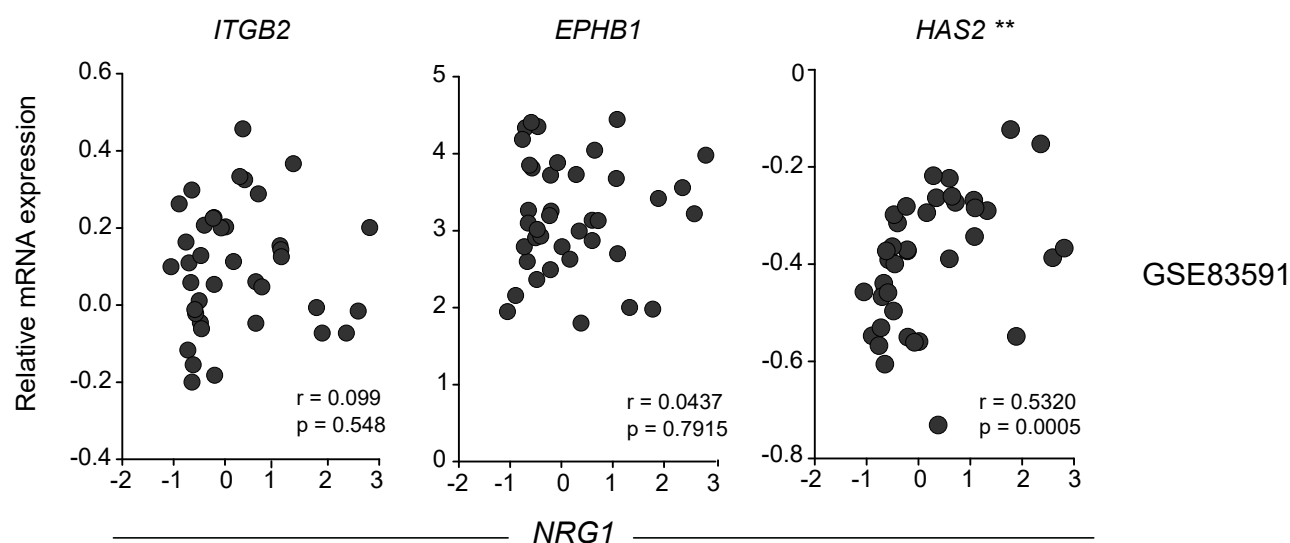 ITGB2
EPHB1
HAS2 **
Relative mRNA expression
0.6
0.4
0.2
0.0
-0.2
-0.4
-2
-1
0
1
2
3
r = 0.099
p = 0.548
5
4
3
2
1
0
-2
-1
0
1
2
3
r = 0.0437
p = 0.7915
0
-0.2
-0.4
-0.6
-0.8
-2
-1
0
1
2
3
r = 0.5320
p = 0.0005
GSE83591
NRG1